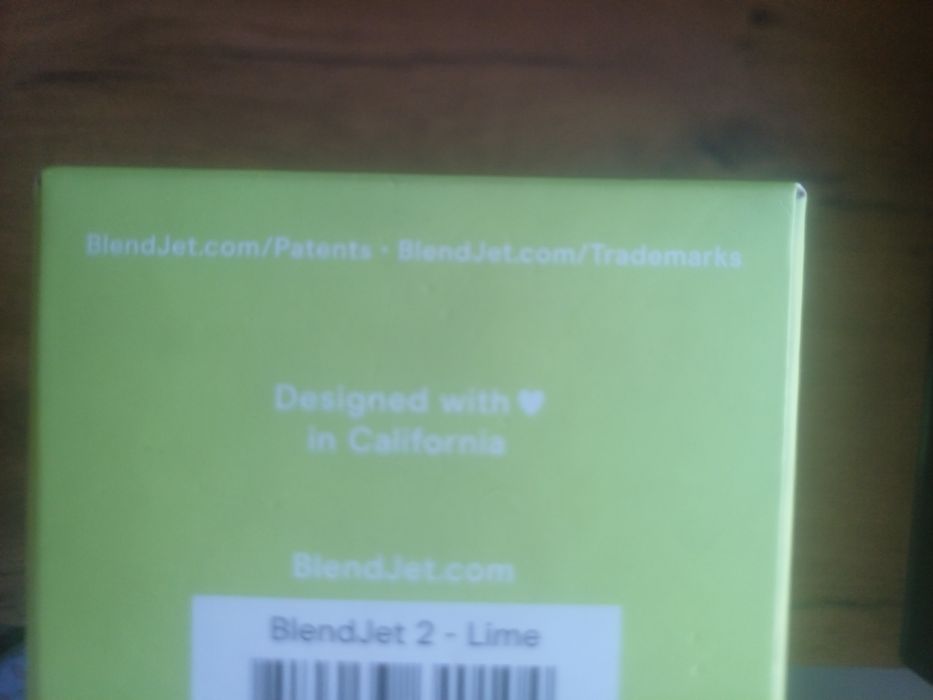 BlendJet.com/Patents • BlendJet.com/Trademarks
Designed with ♥
in California
BlendJet.com
BlendJet 2 - Lime